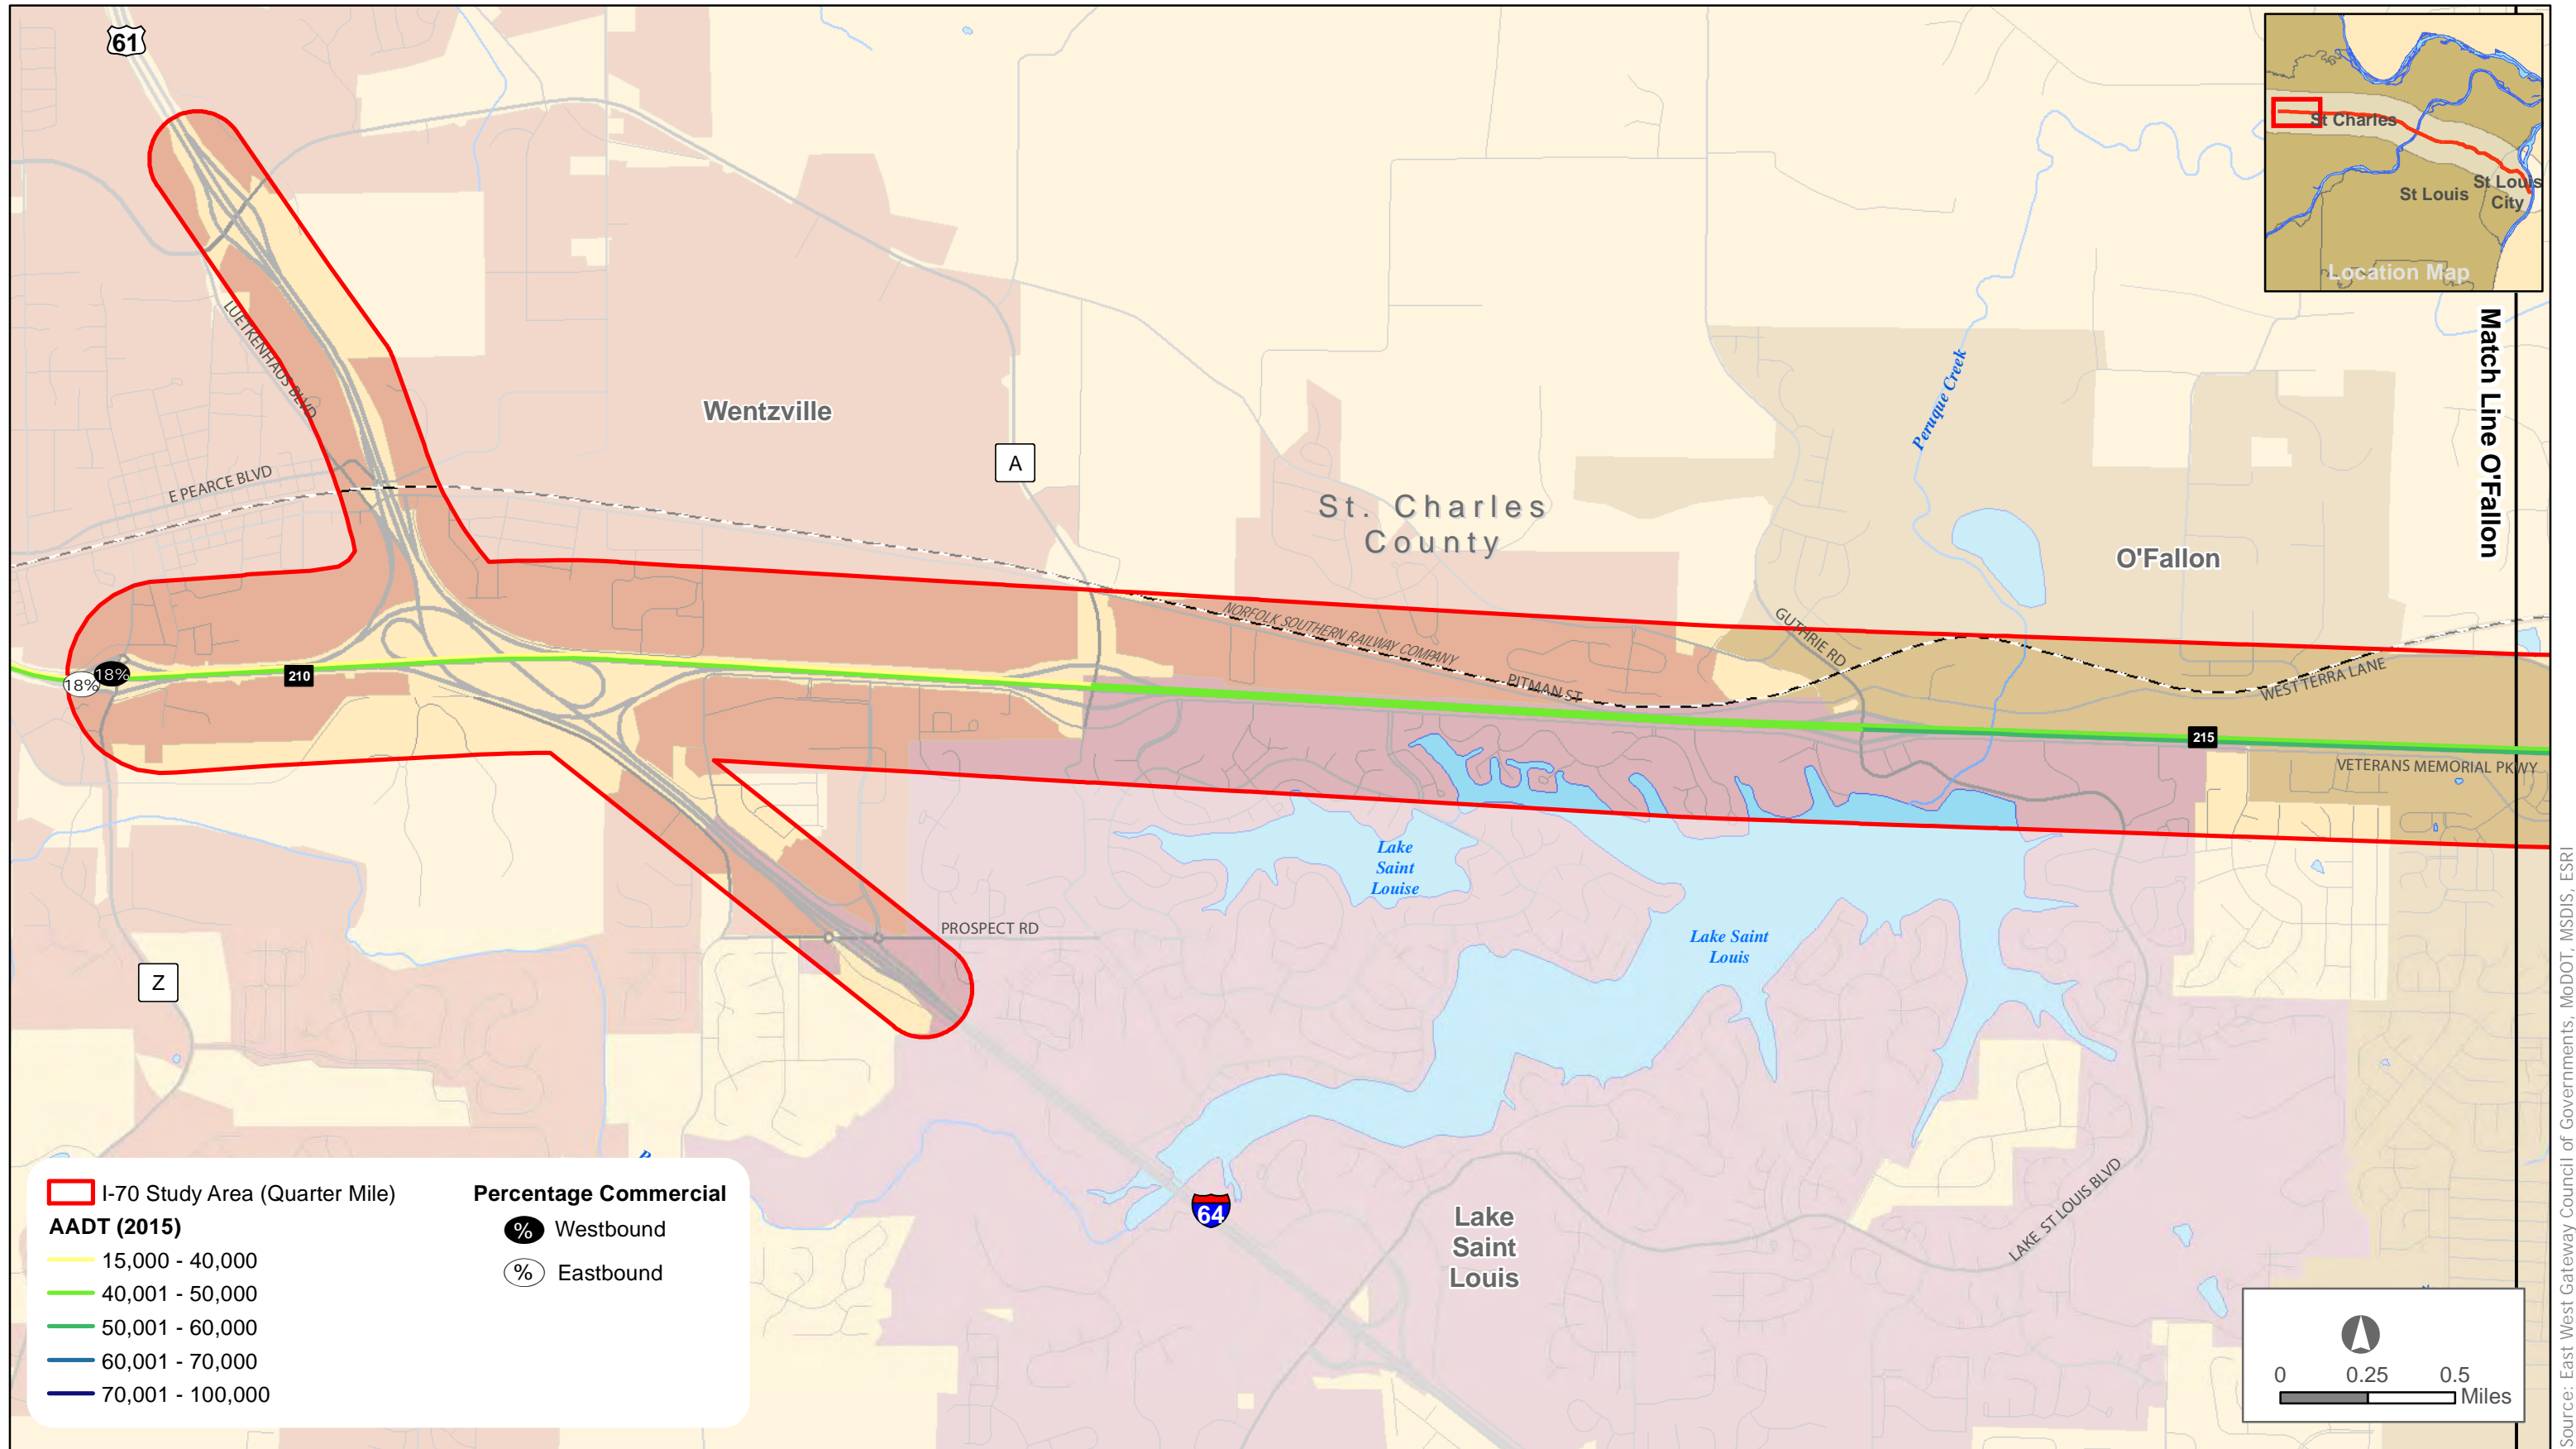 61
St Charles
St Louis
St Louis
City
Location Map
Match Line O'Fallon
LUETKENHAUS BLVD
Wentzville
E PEARCE BLVD
A
St. Charles
County
Peruque Creek
O'Fallon
NORFOLK SOUTHERN RAILWAY COMPANY
GUTHRIE RD
18%
18%
210
PITMAN ST
WEST TERRA LANE
215
VETERANS MEMORIAL PKWY
Lake
Saint
Louise
PROSPECT RD
Lake Saint
Louis
Z
64
Lake
Saint
Louis
LAKE ST LOUIS BLVD
I-70 Study Area (Quarter Mile)
AADT (2015)
15,000 - 40,000
40,001 - 50,000
50,001 - 60,000
60,001 - 70,000
70,001 - 100,000
Percentage Commercial
% Westbound
% Eastbound
0 0.25 0.5
Miles
Source: East West Gateway Council of Governments, MoDOT, MSDIS, ESRI